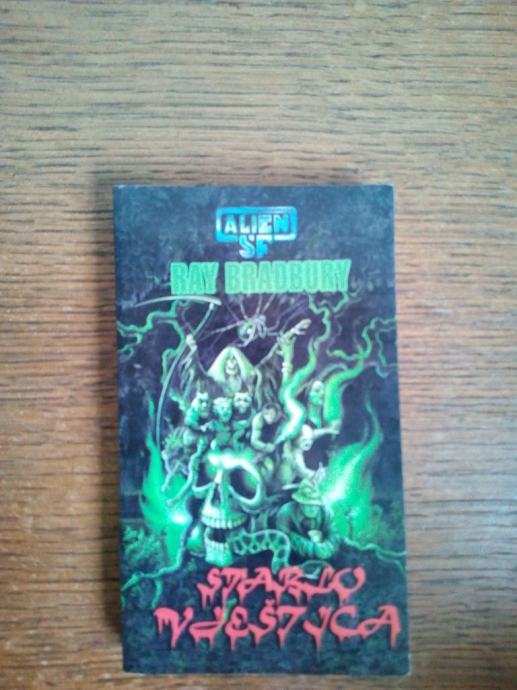 ALIEN
SF
RAY BRADBURY
STABLO
VJEŠTICA